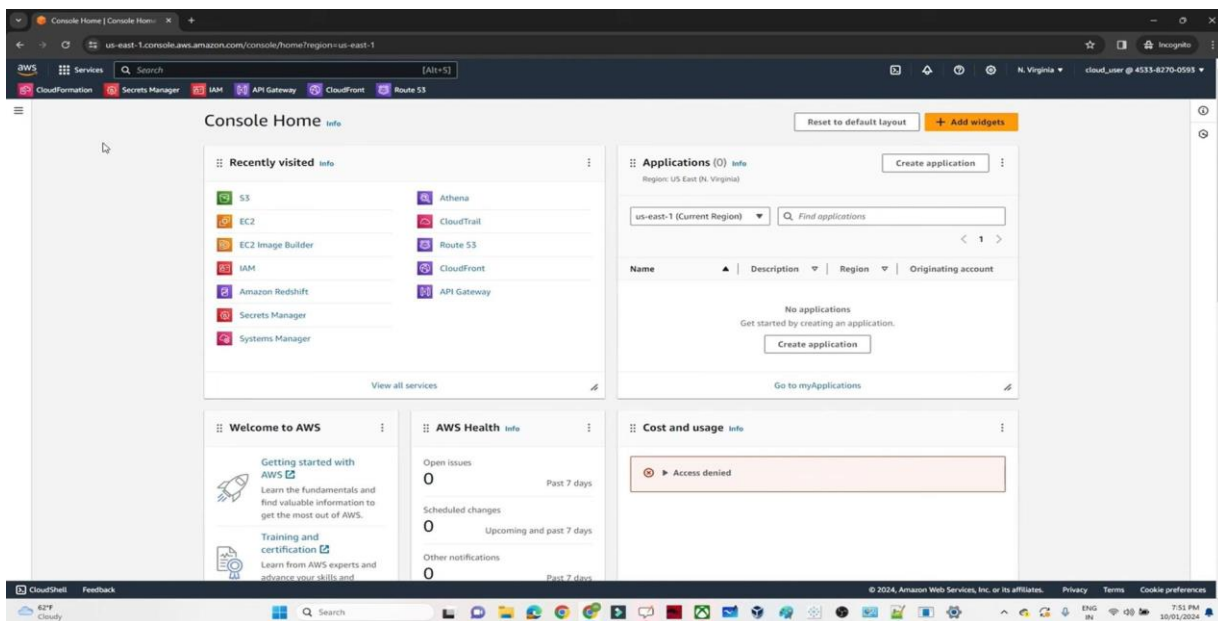 Console Home | Console Home
us-east-1.console.aws.amazon.com/console/home?region=us-east-1
Incognito
aws
Services
Search
[Alt+S]
N. Virginia
cloud_user @ 4533-8270-0593
CloudFormation
Secrets Manager
IAM
API Gateway
CloudFront
Route 53
Console Home Info
Reset to default layout
+ Add widgets
Recently visited Info
S3
EC2
EC2 Image Builder
IAM
Amazon Redshift
Secrets Manager
Systems Manager
Athena
CloudTrail
Route 53
CloudFront
API Gateway
View all services
Applications (0) Info
Region: US East (N. Virginia)
Create application
us-east-1 (Current Region)
Find applications
1
Name
Description
Region
Originating account
No applications
Get started by creating an application.
Create application
Go to myApplications
Welcome to AWS
Getting started with
AWS
Learn the fundamentals and
find valuable information to
get the most out of AWS.
Training and
certification
Learn from AWS experts and
advance your skills and
AWS Health Info
Open issues
0
Past 7 days
Scheduled changes
0
Upcoming and past 7 days
Other notifications
0
Past 7 days
Cost and usage Info
Access denied
CloudShell
Feedback
© 2024, Amazon Web Services, Inc. or its affiliates.
Privacy
Terms
Cookie preferences
62°F
Cloudy
Search
ENG
IN
7:51 PM
10/01/2024